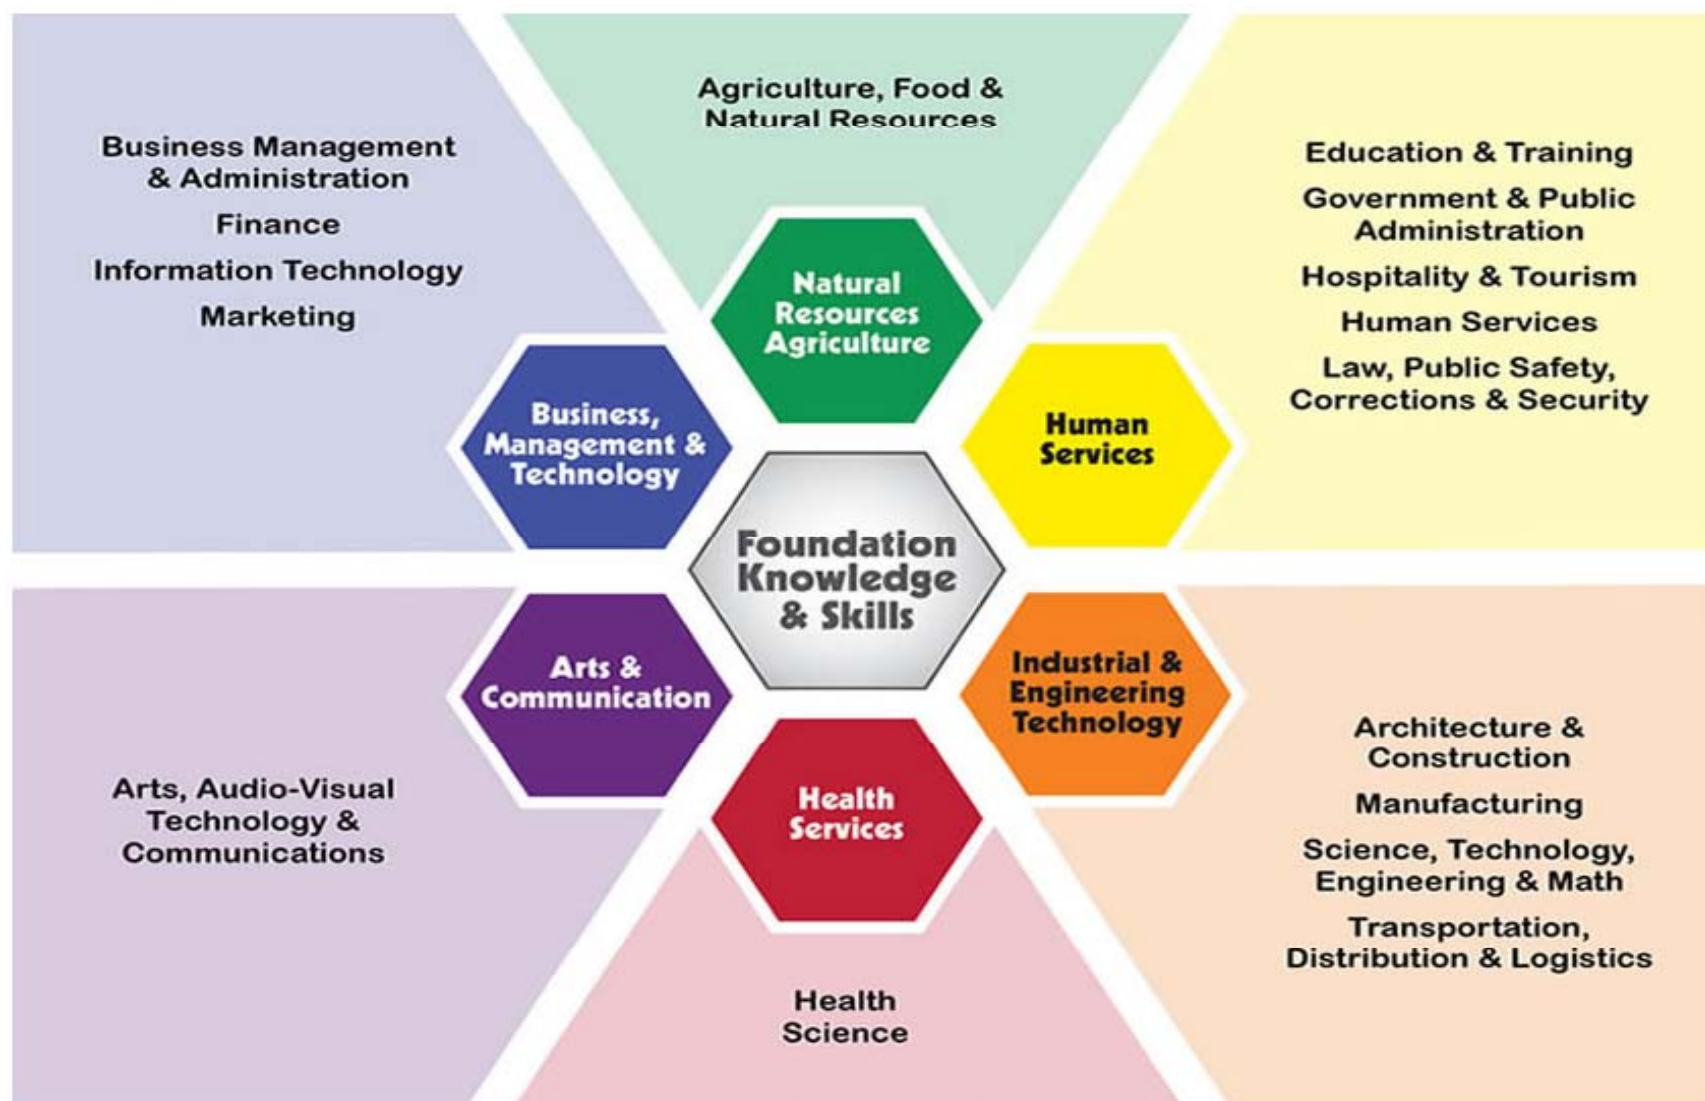 Agriculture, Food &
Natural Resources
Business Management
& Administration
Finance
Information Technology
Marketing
Education & Training
Government & Public
Administration
Hospitality & Tourism
Human Services
Law, Public Safety,
Corrections & Security
Natural
Resources
Agriculture
Business,
Management &
Technology
Human
Services
Foundation
Knowledge
& Skills
Arts &
Communication
Industrial &
Engineering
Technology
Health
Services
Arts, Audio-Visual
Technology &
Communications
Architecture &
Construction
Manufacturing
Science, Technology,
Engineering & Math
Transportation,
Distribution & Logistics
Health
Science